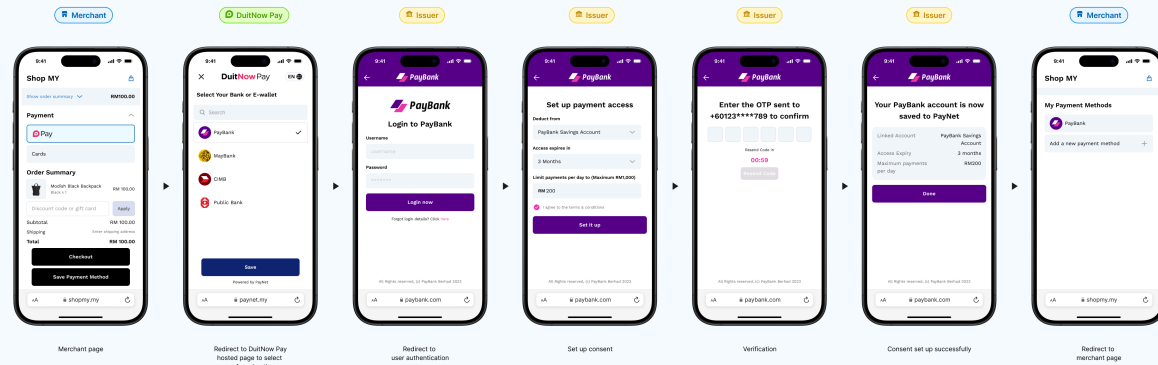 Merchant
DuitNow Pay
Issuer
Issuer
Issuer
Issuer
Merchant
9:41
Shop MY
Show order summary
RM100.00
Payment
Pay
Cards
Order Summary
Modish Black Backpack
Black x 1
RM 100.00
Discount code or gift card
Apply
Subtotal
RM 100.00
Shipping
Enter shipping address
Total
RM 100.00
Checkout
Save Payment Method
AA
shopmy.my
Merchant page
9:41
DuitNow Pay
EN
Select Your Bank or E-wallet
Search
PayBank
MayBank
CIMB
Public Bank
Save
Powered by PayNet
AA
paynet.my
Redirect to DuitNow Pay
hosted page to select
9:41
PayBank
PayBank
Login to PayBank
Username
username
Password
Login now
Forgot login details? Click here
All Rights reserved, (c) PayBank Berhad 2023
AA
paybank.com
Redirect to
user authentication
9:41
PayBank
Set up payment access
Deduct from
PayBank Savings Account
Access expires in
3 Months
Limit payments per day to (Maximum RM1,000)
RM 200
I agree to the terms & conditions
Set it up
All Rights reserved, (c) PayBank Berhad 2023
AA
paybank.com
Set up consent
9:41
PayBank
Enter the OTP sent to
+60123****789 to confirm
Resend Code in
00:59
Resend Code
All Rights reserved, (c) PayBank Berhad 2023
AA
paybank.com
Verification
9:41
PayBank
Your PayBank account is now
saved to PayNet
Linked Account
PayBank Savings
Account
Access Expiry
3 months
Maximum payments
per day
RM200
Done
All Rights reserved, (c) PayBank Berhad 2023
AA
paybank.com
Consent set up successfully
9:41
Shop MY
My Payment Methods
PayBank
Add a new payment method
AA
shopmy.my
Redirect to
merchant page